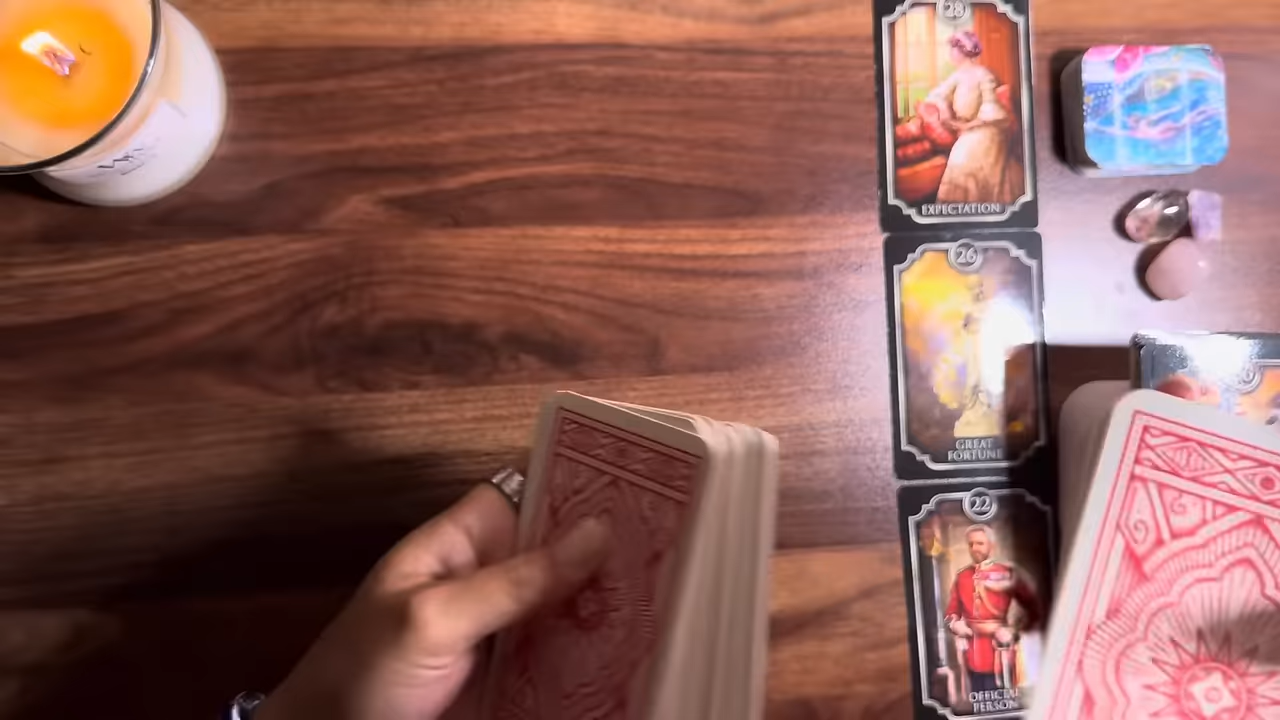 28
EXPECTATION
26
GREAT
FORTUNE
22
OFFICIAL
PERSON